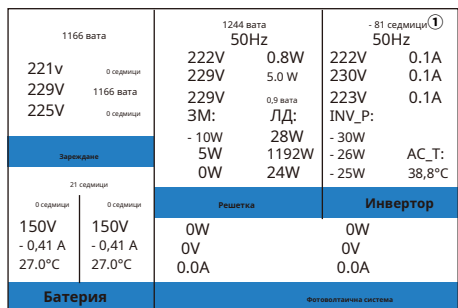 1166 вата
221v 0 седмици
229V 1166 вата
225V 0 седмици
Зареждане
1244 вата
50Hz
222V 0.8W
229V 5.0 W
229V 0,9 вата
ЗМ: ЛД:
- 10W 28W
5W 1192W
0W 24W
Решетка
- 81 седмици 1
50Hz
222V 0.1A
230V 0.1A
223V 0.1A
INV_P:
- 30W
- 26W AC_T:
- 25W 38,8°C
Инвертор
21 седмици
0 седмици 0 седмици
150V 150V
- 0,41 A - 0,41 A
27.0°C 27.0°C
Батерия
0W 0W
0V 0V
0.0A 0.0A
Фотоволтаична система